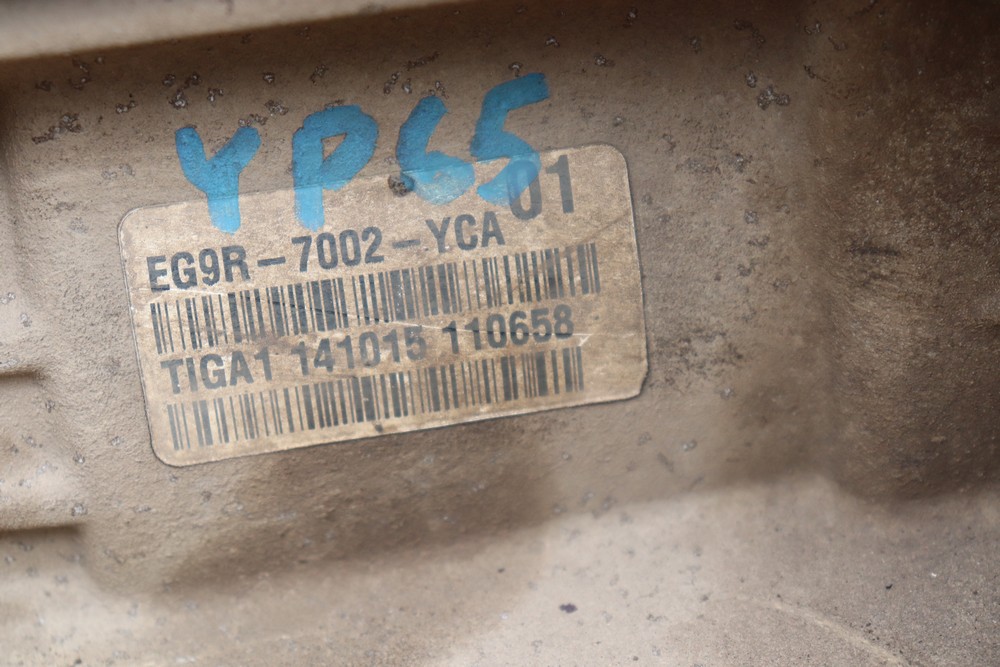 YP65
01
EG9R-7002-YCA
TIGA1 141015 110658